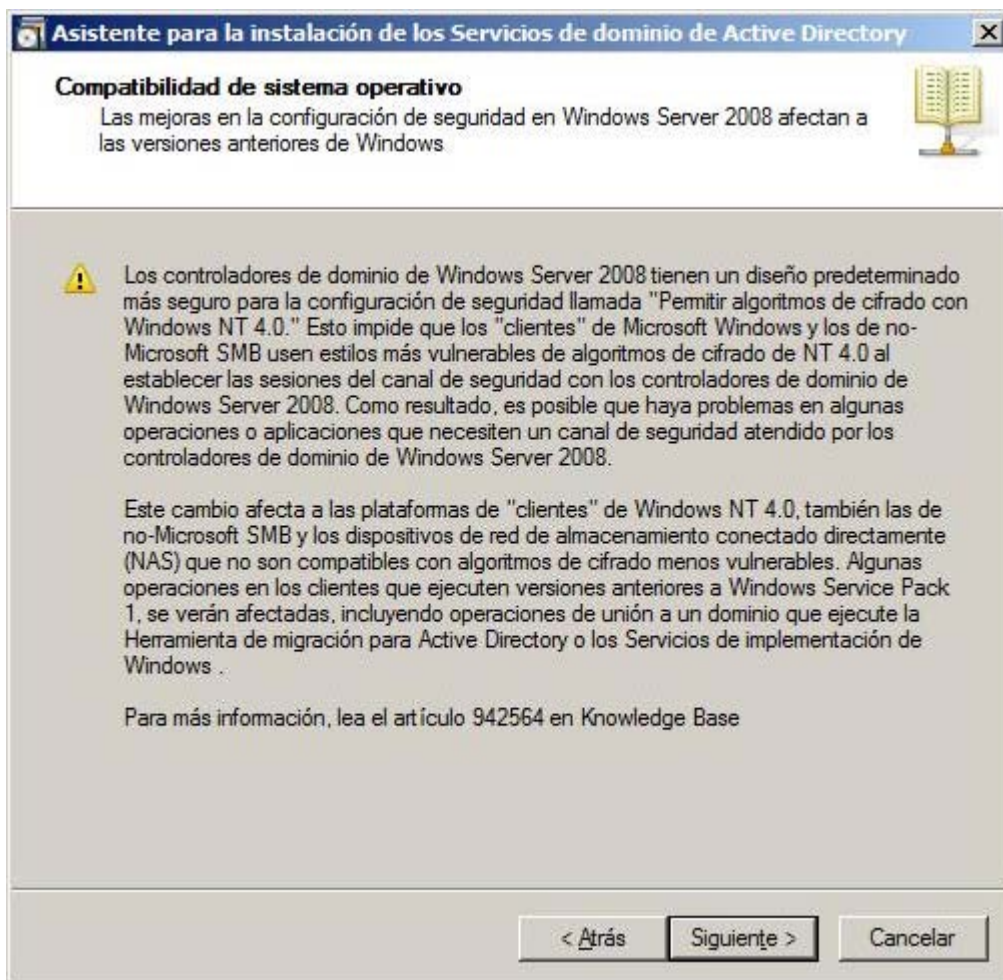 Asistente para la instalación de los Servicios de dominio de Active Directory
Compatibilidad de sistema operativo
Las mejoras en la configuración de seguridad en Windows Server 2008 afectan a
las versiones anteriores de Windows
Los controladores de dominio de Windows Server 2008 tienen un diseño predeterminado
más seguro para la configuración de seguridad llamada "Permitir algoritmos de cifrado con
Windows NT 4.0." Esto impide que los "clientes" de Microsoft Windows y los de no-
Microsoft SMB usen estilos más vulnerables de algoritmos de cifrado de NT 4.0 al
establecer las sesiones del canal de seguridad con los controladores de dominio de
Windows Server 2008. Como resultado, es posible que haya problemas en algunas
operaciones o aplicaciones que necesiten un canal de seguridad atendido por los
controladores de dominio de Windows Server 2008.
Este cambio afecta a las plataformas de "clientes" de Windows NT 4.0, también las de
no-Microsoft SMB y los dispositivos de red de almacenamiento conectado directamente
(NAS) que no son compatibles con algoritmos de cifrado menos vulnerables. Algunas
operaciones en los clientes que ejecuten versiones anteriores a Windows Service Pack
1, se verán afectadas, incluyendo operaciones de unión a un dominio que ejecute la
Herramienta de migración para Active Directory o los Servicios de implementación de
Windows .
Para más información, lea el artículo 942564 en Knowledge Base
< Atrás
Siguiente >
Cancelar